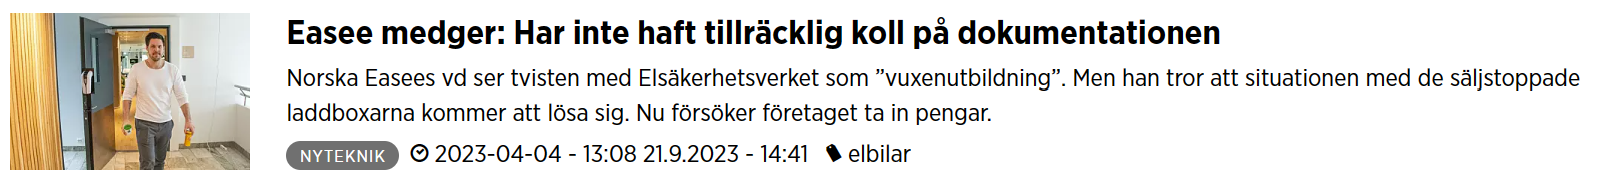 Easee medger: Har inte haft tillräcklig koll på dokumentationen
Norska Easees vd ser tvisten med Elsäkerhetsverket som ”vuxenutbildning”. Men han tror att situationen med de säljstoppade
laddboxarna kommer att lösa sig. Nu försöker företaget ta in pengar.
NYTEKNIK 2023-04-04 - 13:08 21.9.2023 - 14:41 elbilar